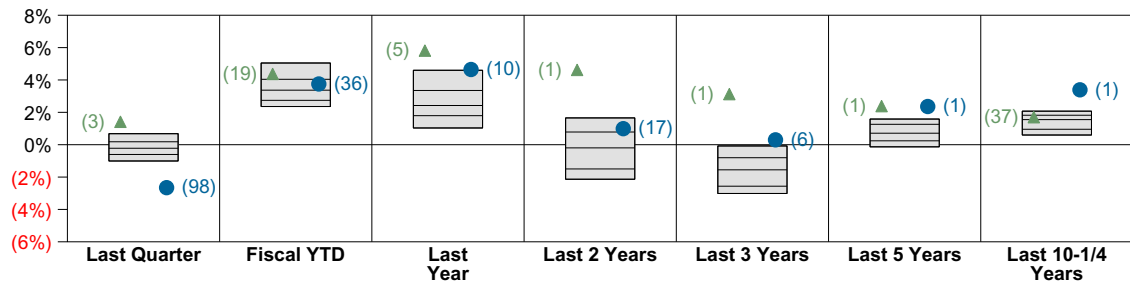 8%
6%
4%
2%
0%
(2%)
(4%)
(6%)
(3)
(98)
(19)
(36)
(5)
(10)
(1)
(17)
(1)
(6)
(1)
(1)
(37)
(1)
Last Quarter
Fiscal YTD
Last
Year
Last 2 Years
Last 3 Years
Last 5 Years
Last 10-1/4
Years